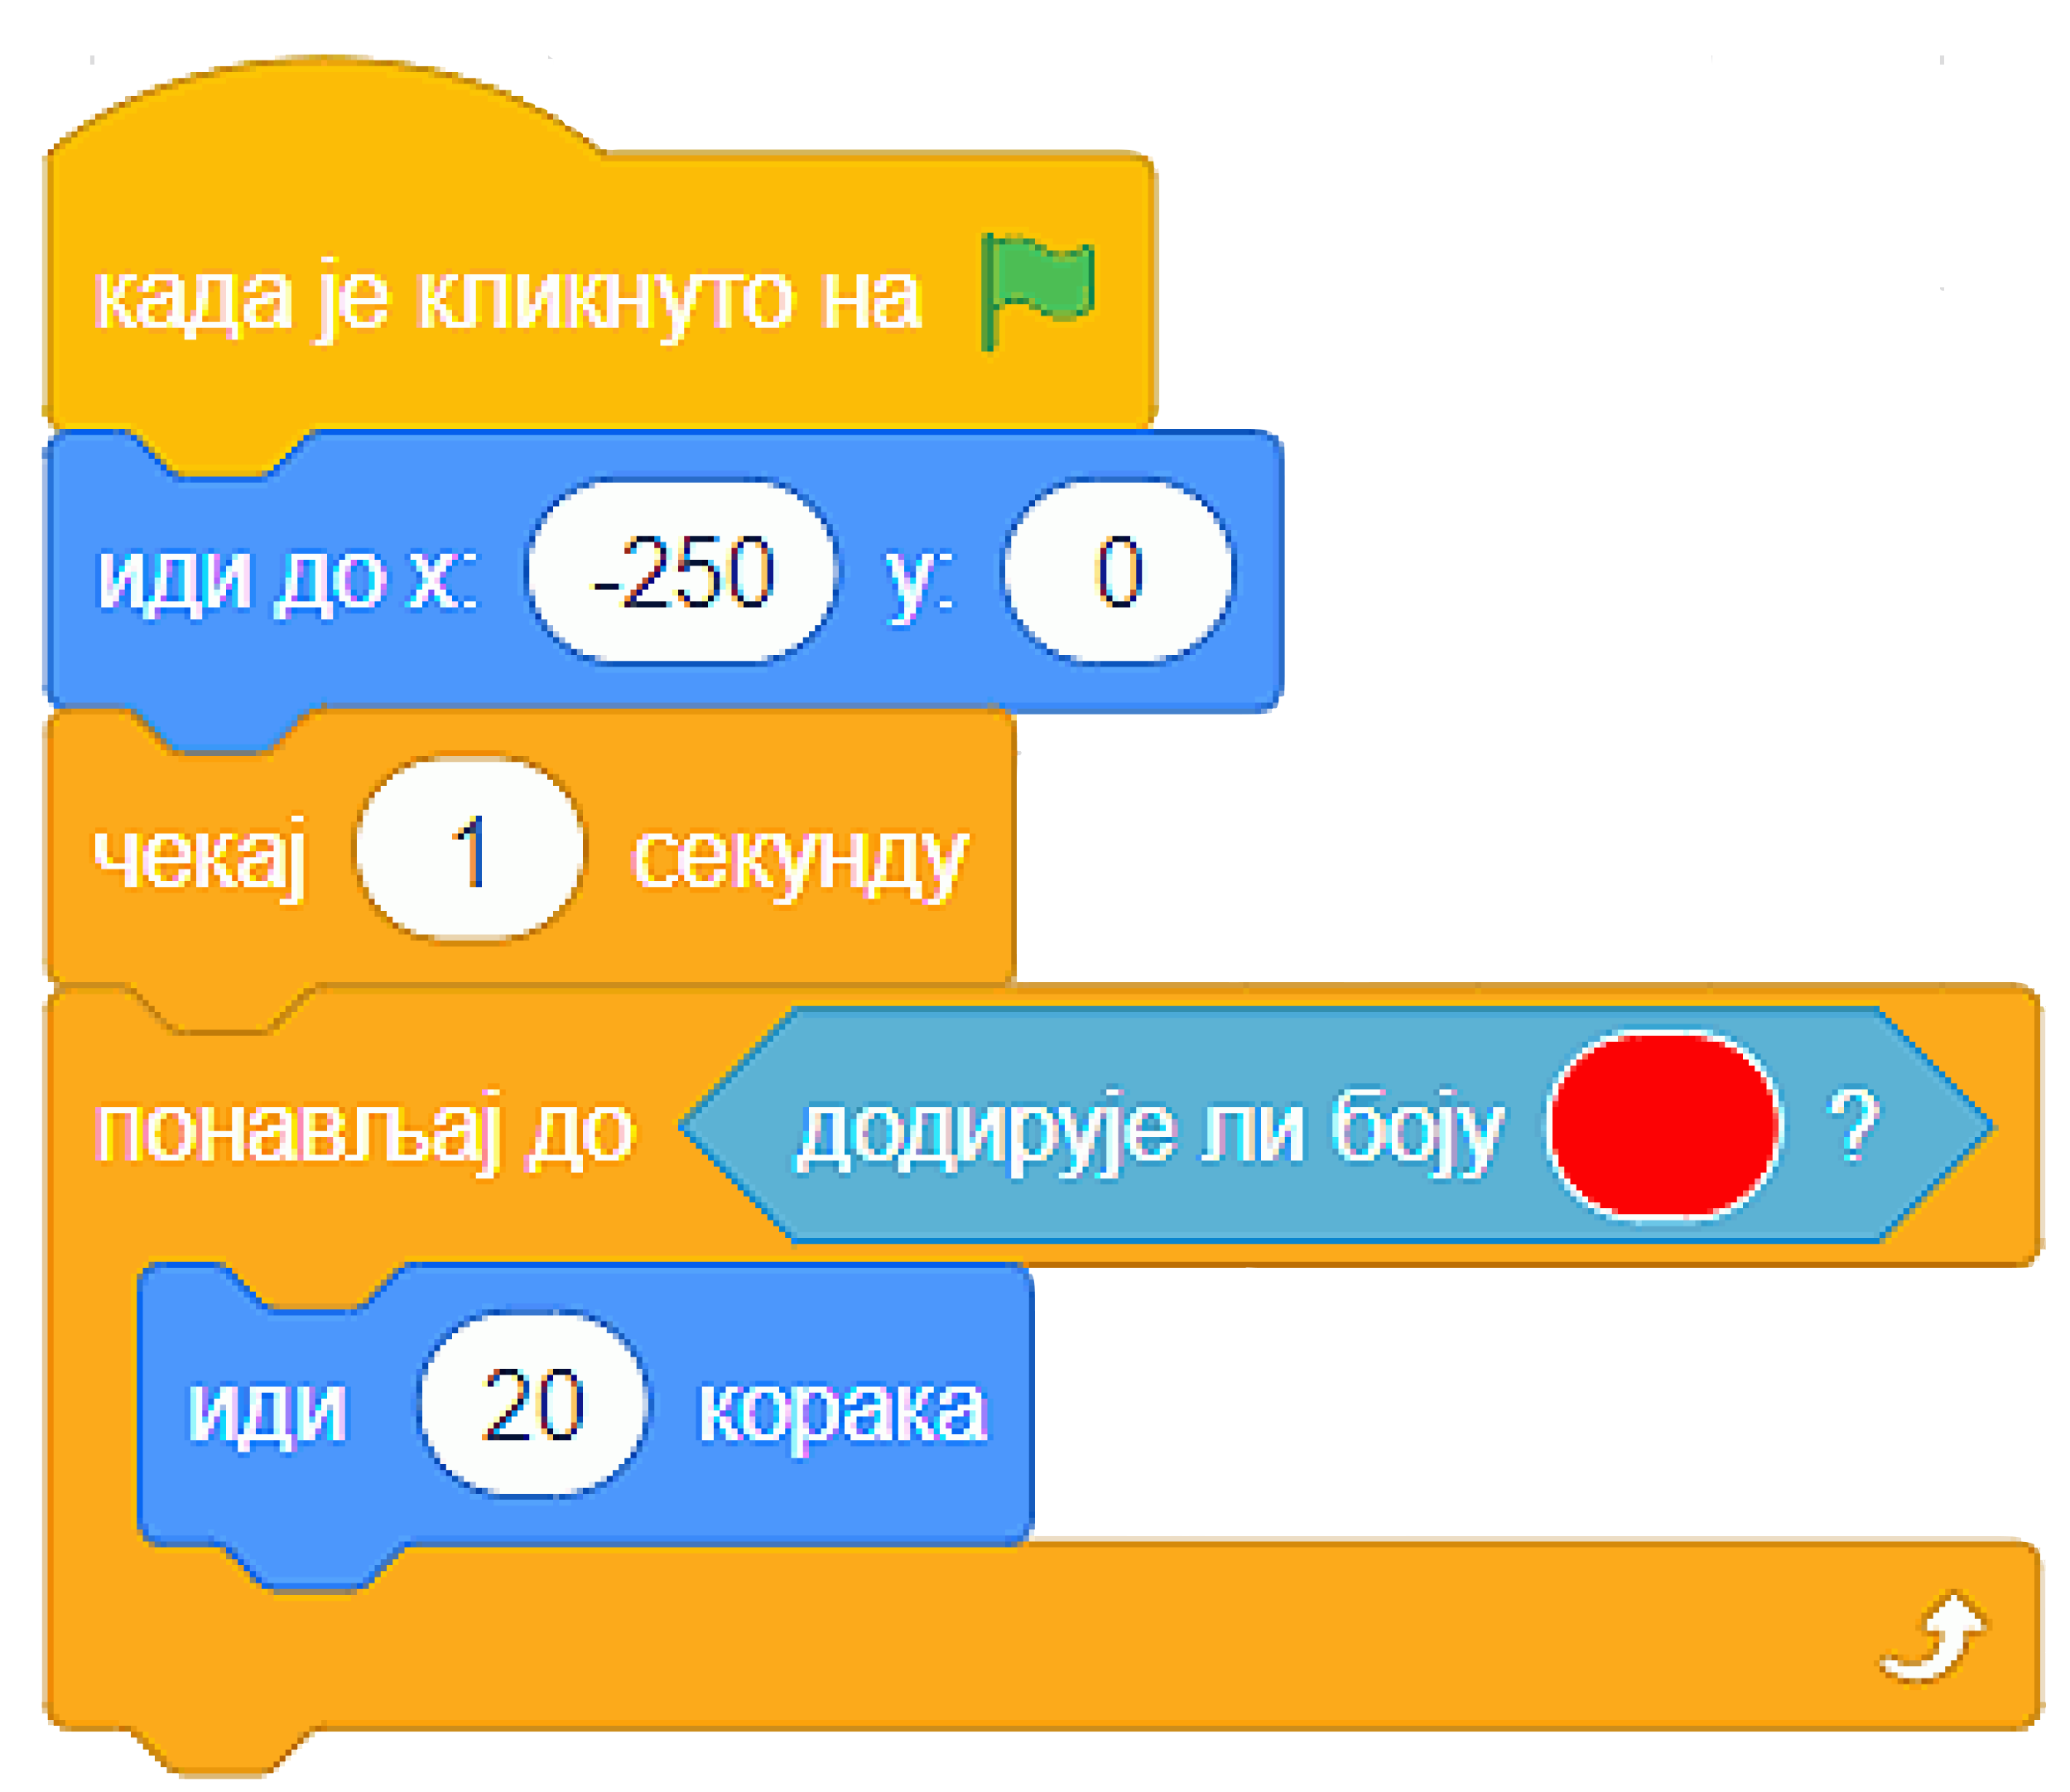 када је кликнуто на
иди до x: -250 y: 0
чекај 1 секунду
понављај до додирује ли боју ?
иди 20 корака